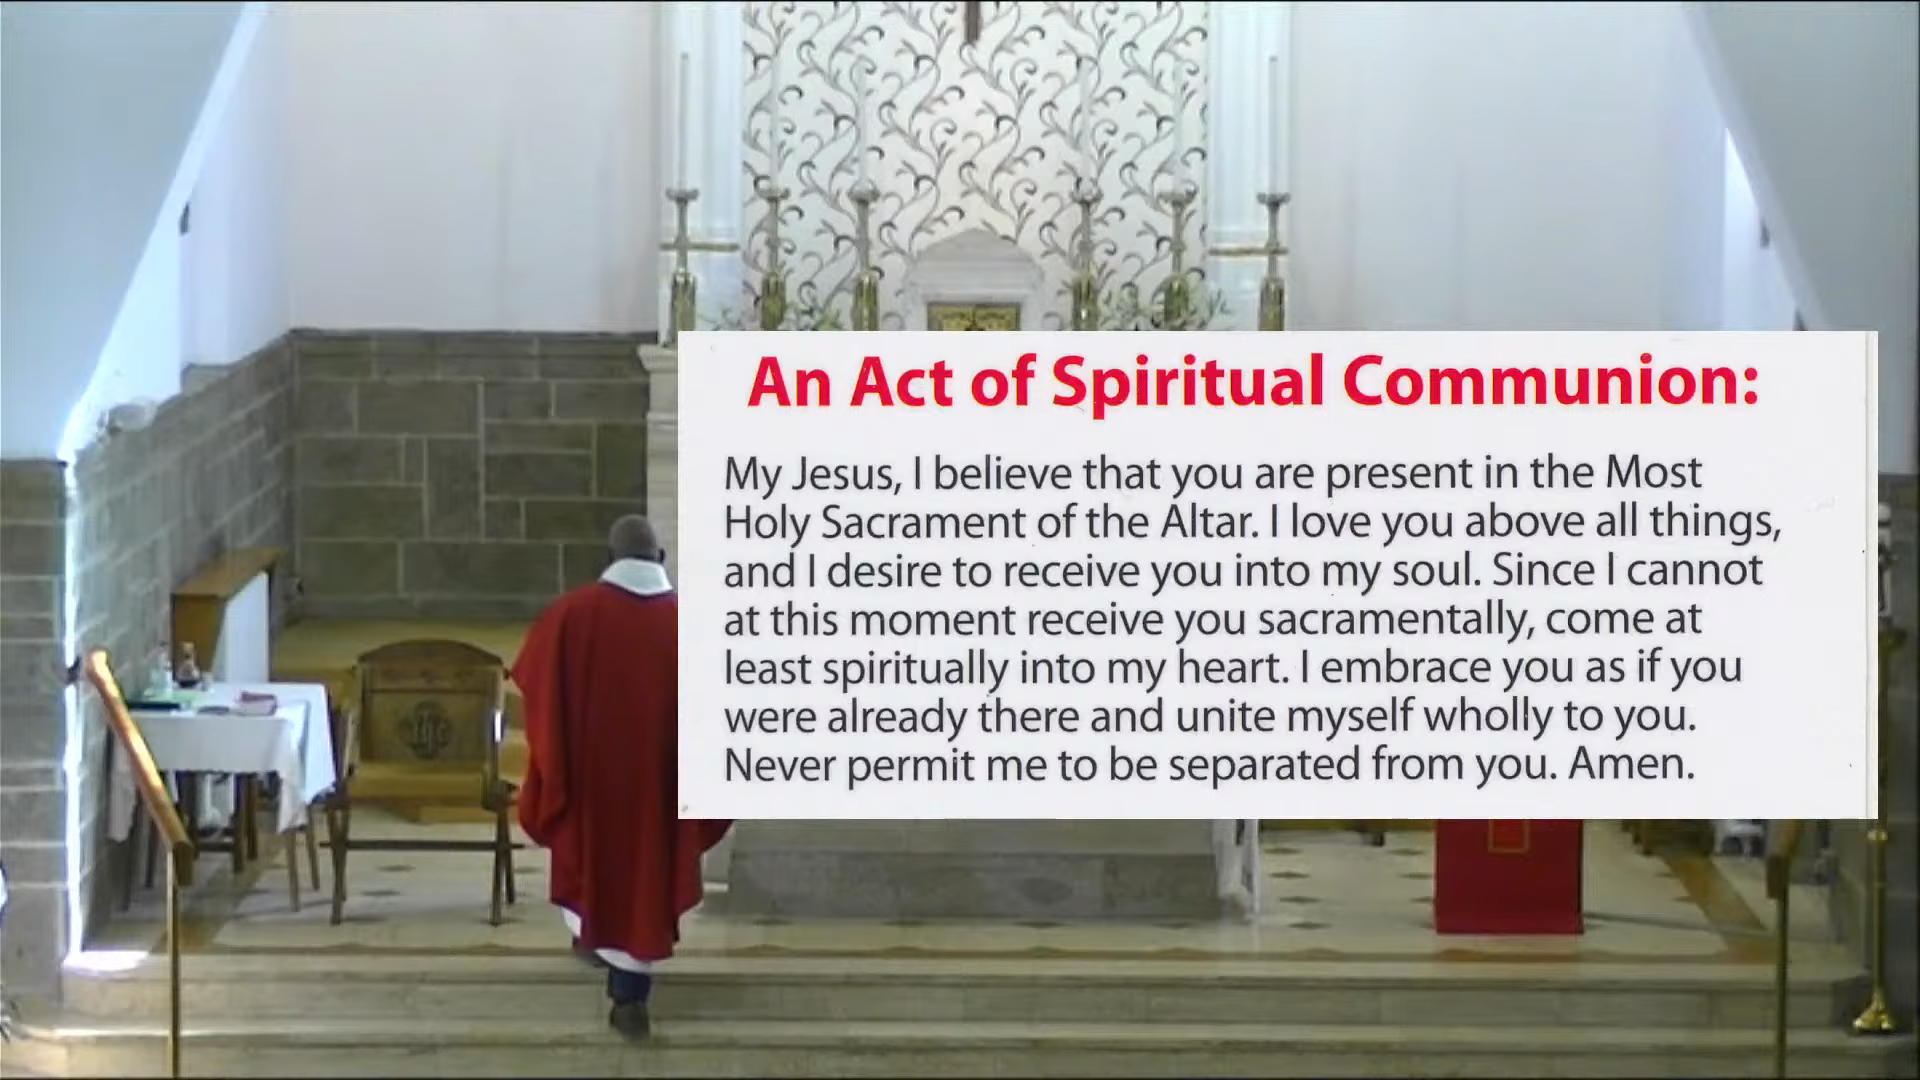 An Act of Spiritual Communion:
My Jesus, I believe that you are present in the Most
Holy Sacrament of the Altar. I love you above all things,
and I desire to receive you into my soul. Since I cannot
at this moment receive you sacramentally, come at
least spiritually into my heart. I embrace you as if you
were already there and unite myself wholly to you.
Never permit me to be separated from you. Amen.